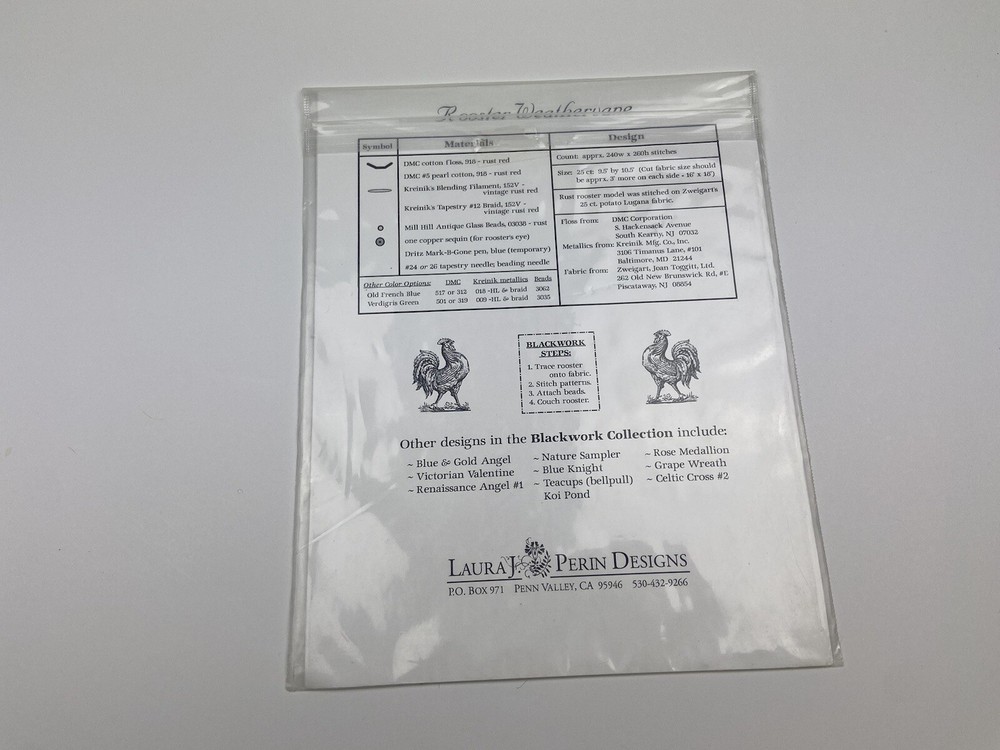 Rooster Weathervane
Symbol
Materials
DMC cotton floss, 918 - rust red
DMC #5 pearl cotton, 918 - rust red
Kreinik's Blending Filament, 152V -
vintage rust red
Kreinik's Tapestry #12 Braid, 152V -
vintage rust red
Mill Hill Antique Glass Beads, 03038 - rust
one copper sequin (for rooster's eye)
Dritz Mark-B-Gone pen, blue (temporary)
#24 or 26 tapestry needle; beading needle
Other Color Options: DMC Kreinik metallics Beads
Old French Blue 517 or 312 018 -HL & braid 3062
Verdigris Green 501 or 319 009 -HL & braid 3035
Design
Count: apprx. 240w x 260h stitches
Size: 25 ct: 9.5" by 10.5" (Cut fabric size should
be apprx. 3" more on each side - 16" x 18")
Rust rooster model was stitched on Zweigart's
25 ct. potato Lugana fabric.
Floss from: DMC Corporation
S. Hackensack Avenue
South Kearny, NJ 07032
Metallics from: Kreinik Mfg. Co., Inc.
3106 Timanus Lane, #101
Baltimore, MD 21244
Fabric from: Zweigart, Joan Toggitt, Ltd.
262 Old New Brunswick Rd, #E
Piscataway, NJ 08854
BLACKWORK
STEPS:
1. Trace rooster
onto fabric.
2. Stitch patterns.
3. Attach beads.
4. Couch rooster.
Other designs in the Blackwork Collection include:
~ Blue & Gold Angel
~ Victorian Valentine
~ Renaissance Angel #1
~ Nature Sampler
~ Blue Knight
~ Teacups (bellpull)
Koi Pond
~ Rose Medallion
~ Grape Wreath
~ Celtic Cross #2
LAURA J. PERIN DESIGNS
P.O. BOX 971 PENN VALLEY, CA 95946 530-432-9266